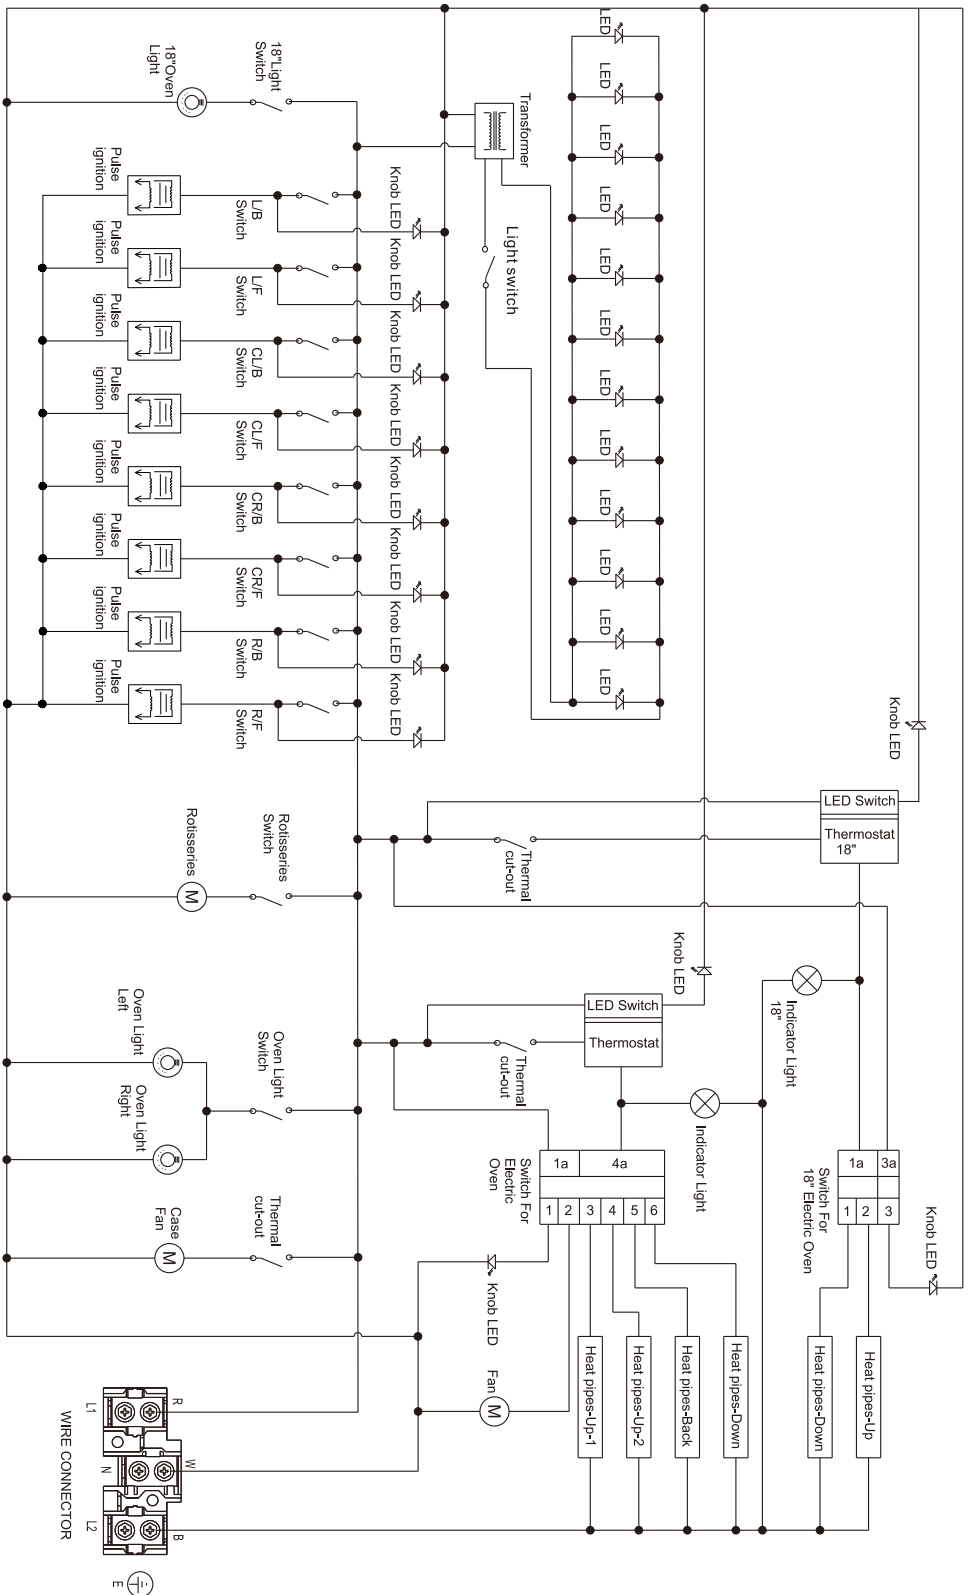 LED
LED
LED
LED
LED
LED
LED
LED
LED
LED
LED
LED
18"Oven
Light
18"Light
Switch
Transformer
Light switch
Pulse
ignition
L/B
Switch
Knob LED
Pulse
ignition
L/F
Switch
Knob LED
Pulse
ignition
CL/B
Switch
Knob LED
Pulse
ignition
CL/F
Switch
Knob LED
Pulse
ignition
CR/B
Switch
Knob LED
Pulse
ignition
CR/F
Switch
Knob LED
Pulse
ignition
R/B
Switch
Knob LED
Pulse
ignition
R/F
Switch
Knob LED
Knob LED
LED Switch
Thermostat
18"
Rotisseries
M
Rotisseries
Switch
Thermal
cut-out
Knob LED
LED Switch
Thermostat
Indicator Light
18"
Oven Light
Left
Oven Light
Right
Oven Light
Switch
Thermal
cut-out
Indicator Light
1a
4a
1
2
3
4
5
6
Switch For
Electric
Oven
1a
3a
1
2
3
Switch For
18" Electric Oven
Knob LED
Case
Fan
M
Thermal
cut-out
Knob LED
Fan
M
Heat pipes-Up-1
Heat pipes-Up-2
Heat pipes-Back
Heat pipes-Down
Heat pipes-Down
Heat pipes-Up
WIRE CONNECTOR
L1
R
N
W
L2
B
E